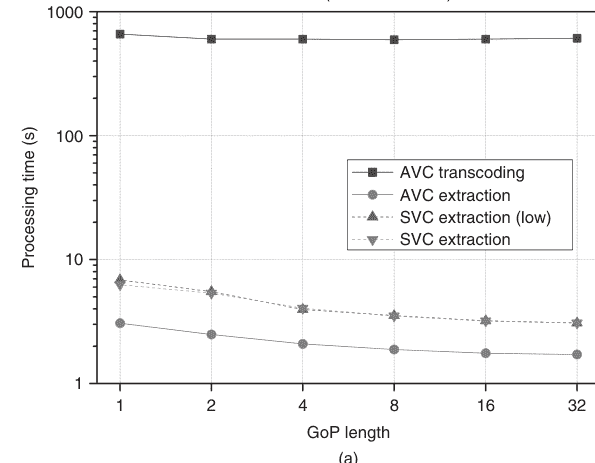 1000
100
10
1
Processing time (s)
AVC transcoding
AVC extraction
SVC extraction (low)
SVC extraction
1 2 4 8 16 32
GoP length
(a)